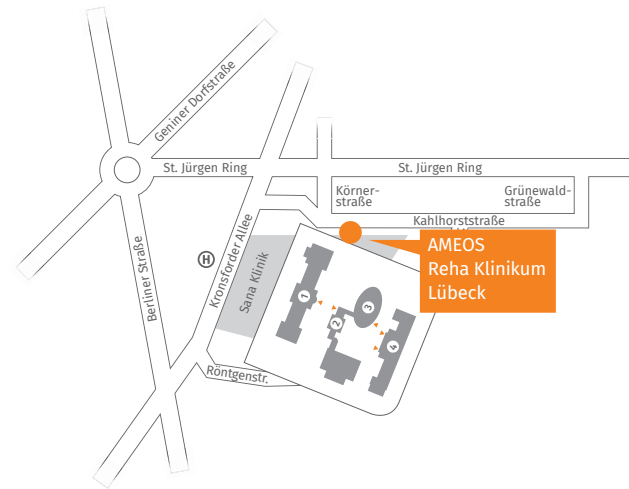 Geniner Dorfstraße
St. Jürgen Ring
St. Jürgen Ring
Körner-
straße
Grünewald-
straße
Kahlhorststraße
AMEOS
Reha Klinikum
Lübeck
H
Kronsforder Allee
Sana Klinik
Berliner Straße
1
2
3
4
Röntgenstr.